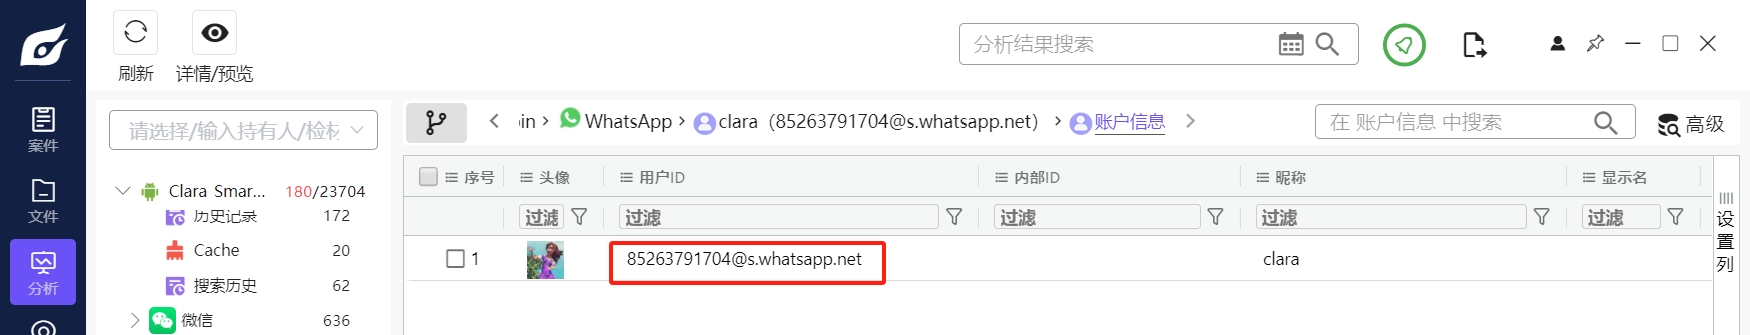 刷新
详情/预览
分析结果搜索
案件
文件
分析
请选择/输入持有人/检材
Clara Smar... 180/23704
历史记录 172
Cache 20
搜索历史 62
微信 636
in > WhatsApp > clara（85263791704@s.whatsapp.net） > 账户信息
在 账户信息 中搜索
高级
序号 头像 用户ID 内部ID 昵称 显示名
过滤 过滤 过滤 过滤 过滤
1 85263791704@s.whatsapp.net clara
设置列